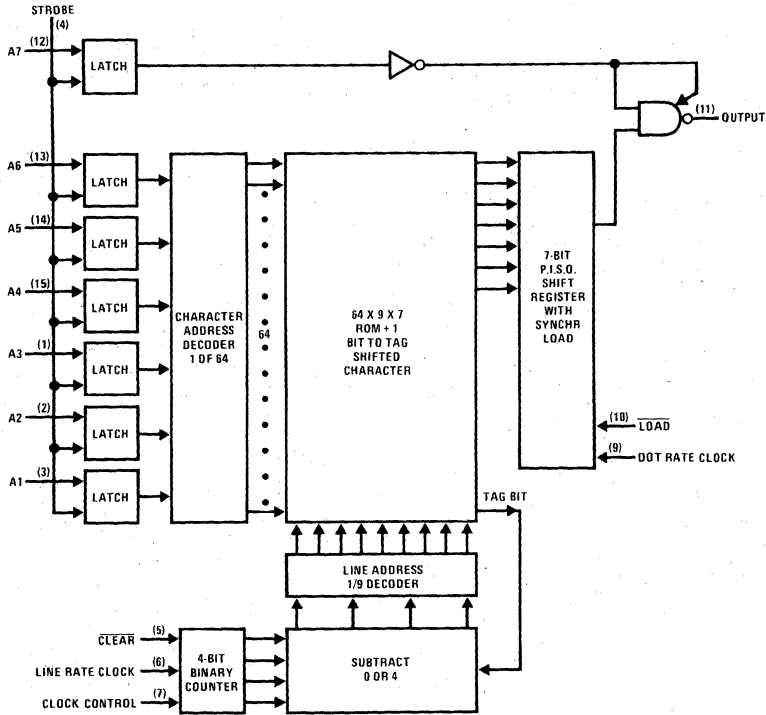 STROBE
(4)
A7 (12)
LATCH
(11)
OUTPUT
A6 (13)
LATCH
A5 (14)
LATCH
A4 (15)
LATCH
A3 (1)
LATCH
A2 (2)
LATCH
A1 (3)
LATCH
CHARACTER
ADDRESS
DECODER
1 OF 64
64
64 X 9 X 7
ROM + 1
BIT TO TAG
SHIFTED
CHARACTER
7-BIT
P.I.S.O.
SHIFT
REGISTER
WITH
SYNCHR
LOAD
(10)
LOAD
(9)
DOT RATE CLOCK
TAG BIT
LINE ADDRESS
1/9 DECODER
CLEAR (5)
LINE RATE CLOCK (6)
CLOCK CONTROL (7)
4-BIT
BINARY
COUNTER
SUBTRACT
0 OR 4